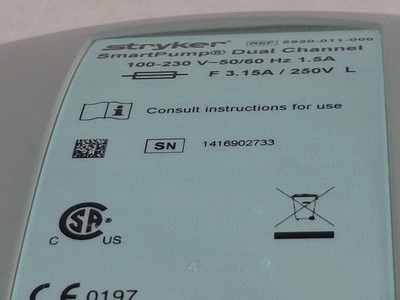 stryker® REF 5920-011-000
SmartPump® Dual Channel
100-230 V~50/60 Hz 1.5A
F 3.15A / 250V L
i Consult instructions for use
SN 1416902733
CSA ®
C US
CE 0197